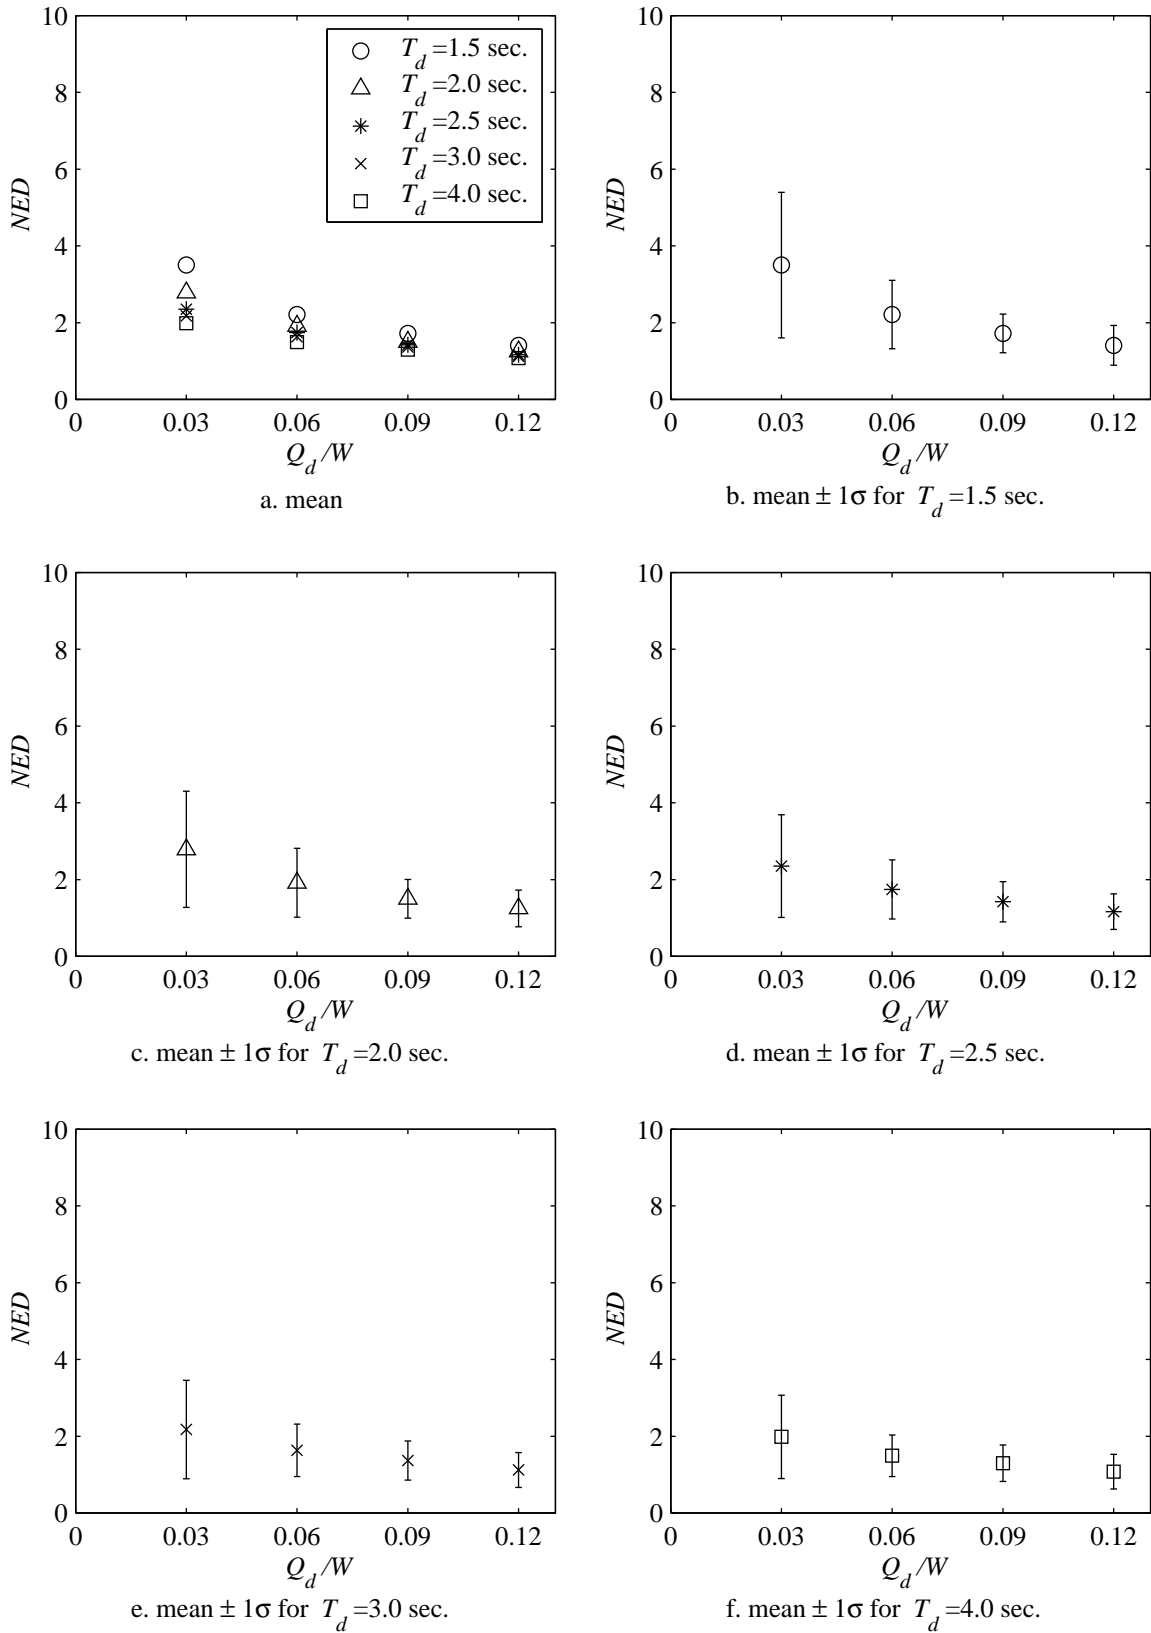 10
8
6
4
2
0
NED
T_d =1.5 sec.
T_d =2.0 sec.
T_d =2.5 sec.
T_d =3.0 sec.
T_d =4.0 sec.
0 0.03 0.06 0.09 0.12
Q_d /W
a. mean
10
8
6
4
2
0
NED
0 0.03 0.06 0.09 0.12
Q_d /W
b. mean ± 1σ for T_d =1.5 sec.
10
8
6
4
2
0
NED
0 0.03 0.06 0.09 0.12
Q_d /W
c. mean ± 1σ for T_d =2.0 sec.
10
8
6
4
2
0
NED
0 0.03 0.06 0.09 0.12
Q_d /W
d. mean ± 1σ for T_d =2.5 sec.
10
8
6
4
2
0
NED
0 0.03 0.06 0.09 0.12
Q_d /W
e. mean ± 1σ for T_d =3.0 sec.
10
8
6
4
2
0
NED
0 0.03 0.06 0.09 0.12
Q_d /W
f. mean ± 1σ for T_d =4.0 sec.